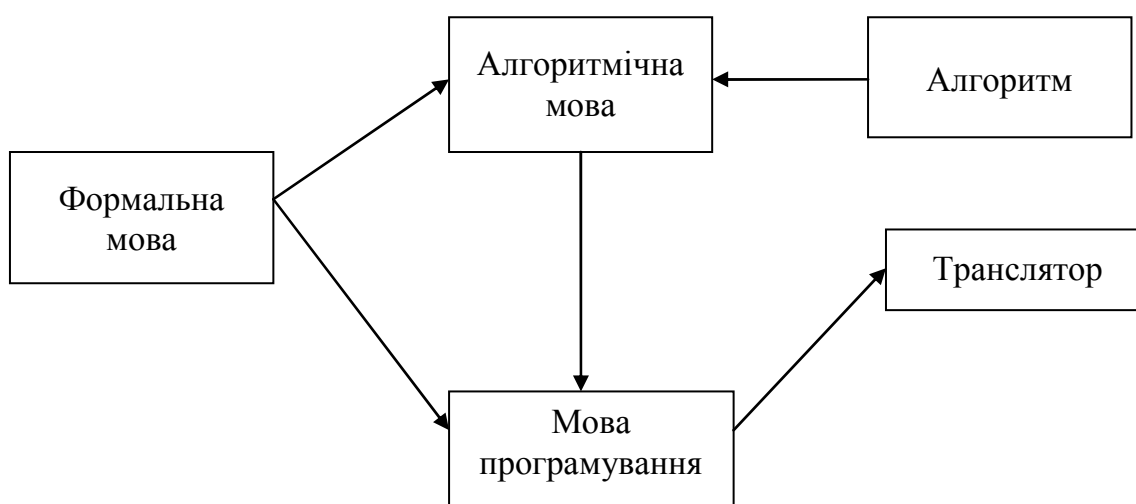 Алгоритмічна
мова
Алгоритм
Формальна
мова
Транслятор
Мова
програмування